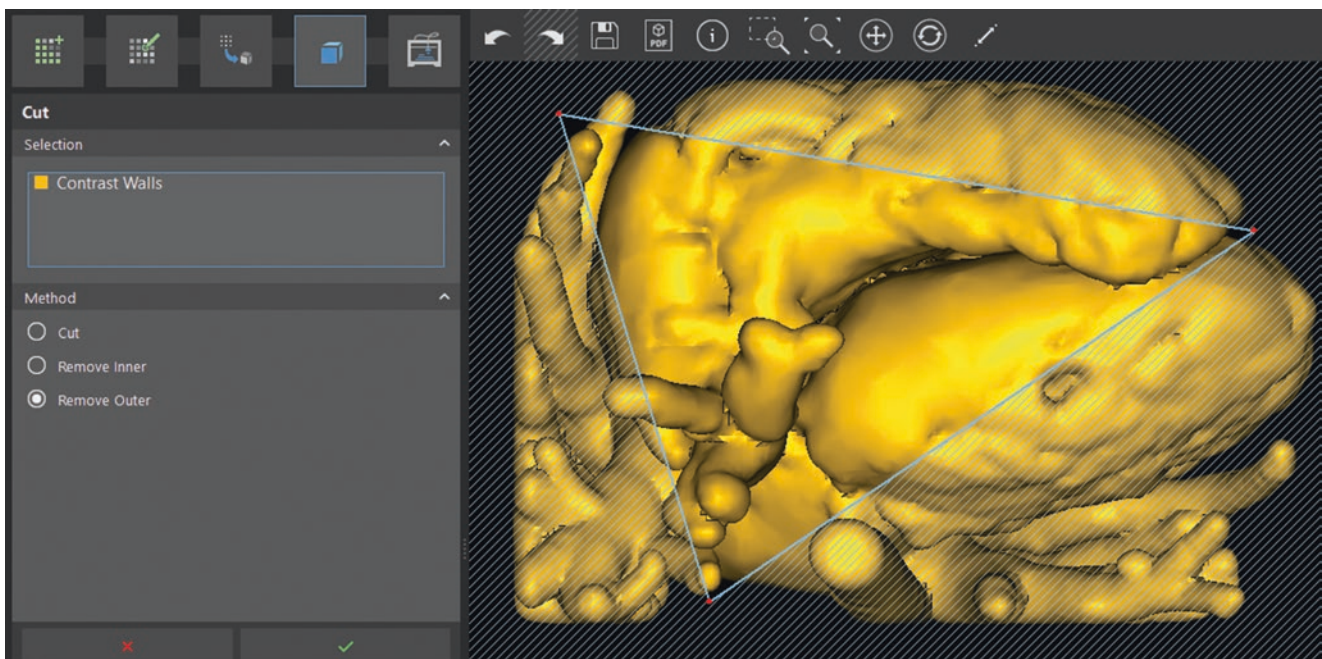 PDF
i
Cut
Selection
Contrast Walls
Method
Cut
Remove Inner
Remove Outer